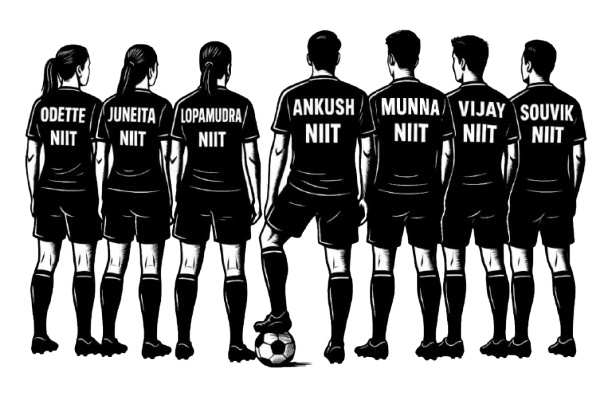 ODETTE
NIIT
JUNEITA
NIIT
LOPAMUDRA
NIIT
ANKUSH
NIIT
MUNNA
NIIT
VIJAY
NIIT
SOUVIK
NIIT